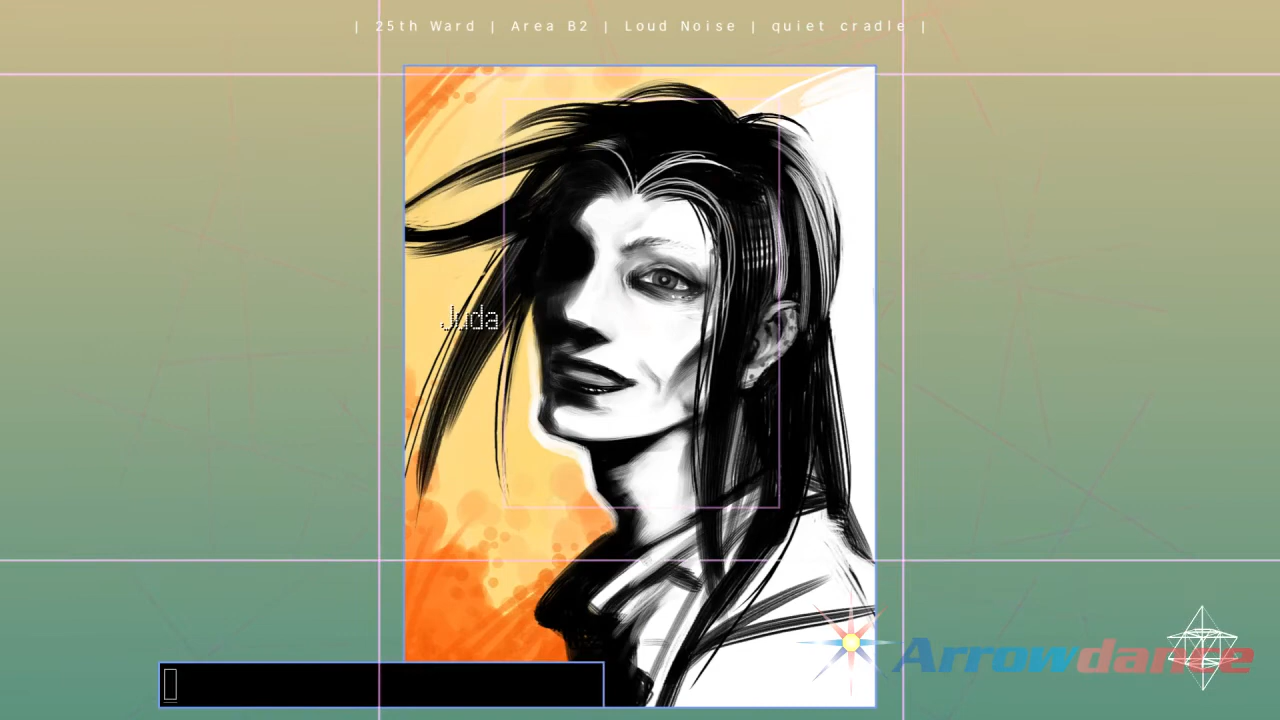 | 25th Ward | Area B2 | Loud Noise | quiet cradle |
Juda
Arrowdance